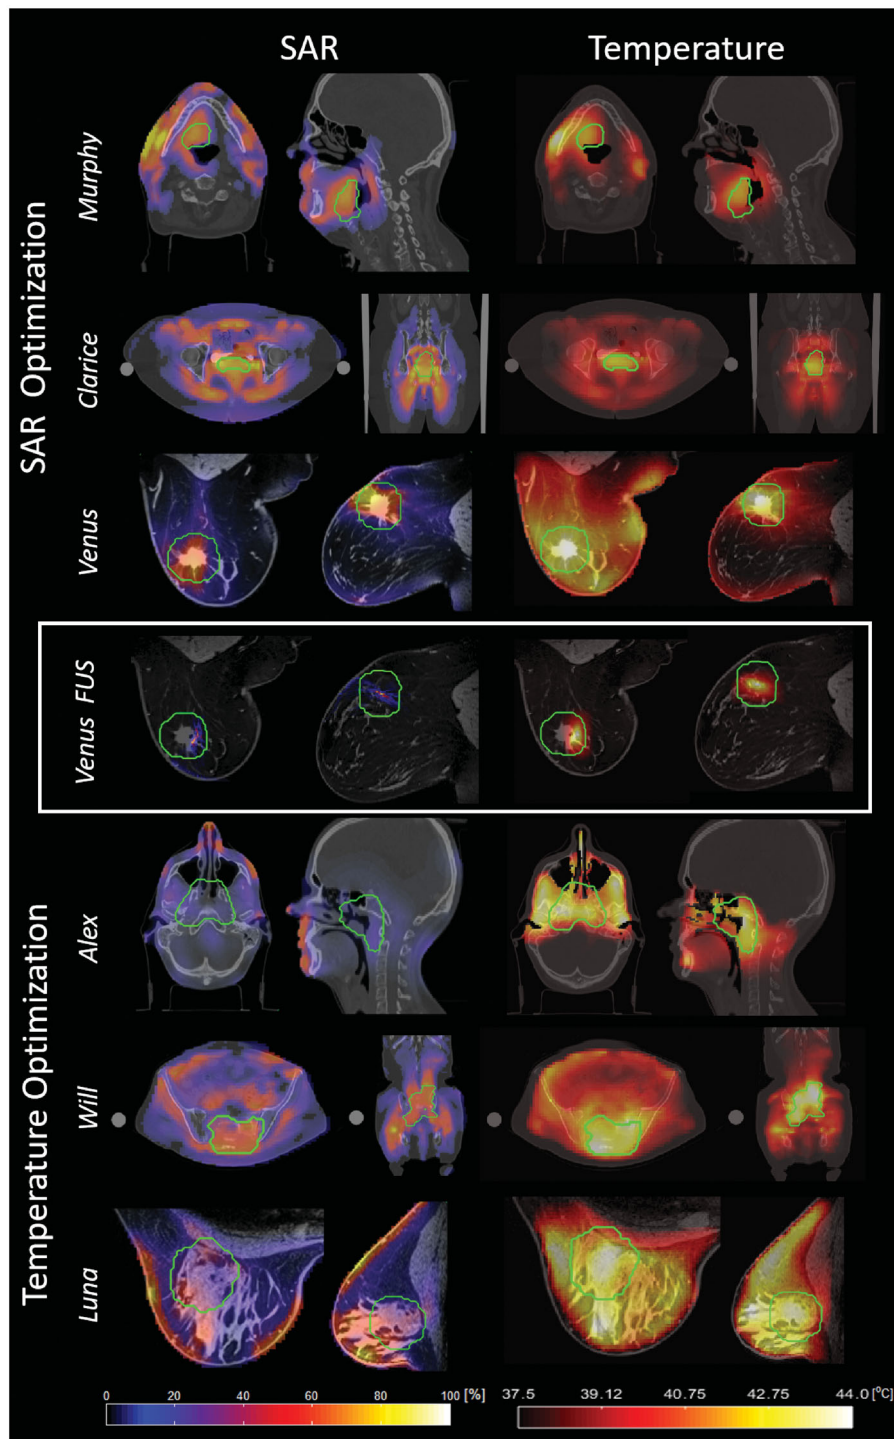 SAR Temperature
SAR Optimization
Murphy
Clarice
Venus
Venus FUS
Temperature Optimization
Alex
Will
Luna
0 20 40 60 80 100 [%]
37.5 39.12 40.75 42.75 44.0 [°C]